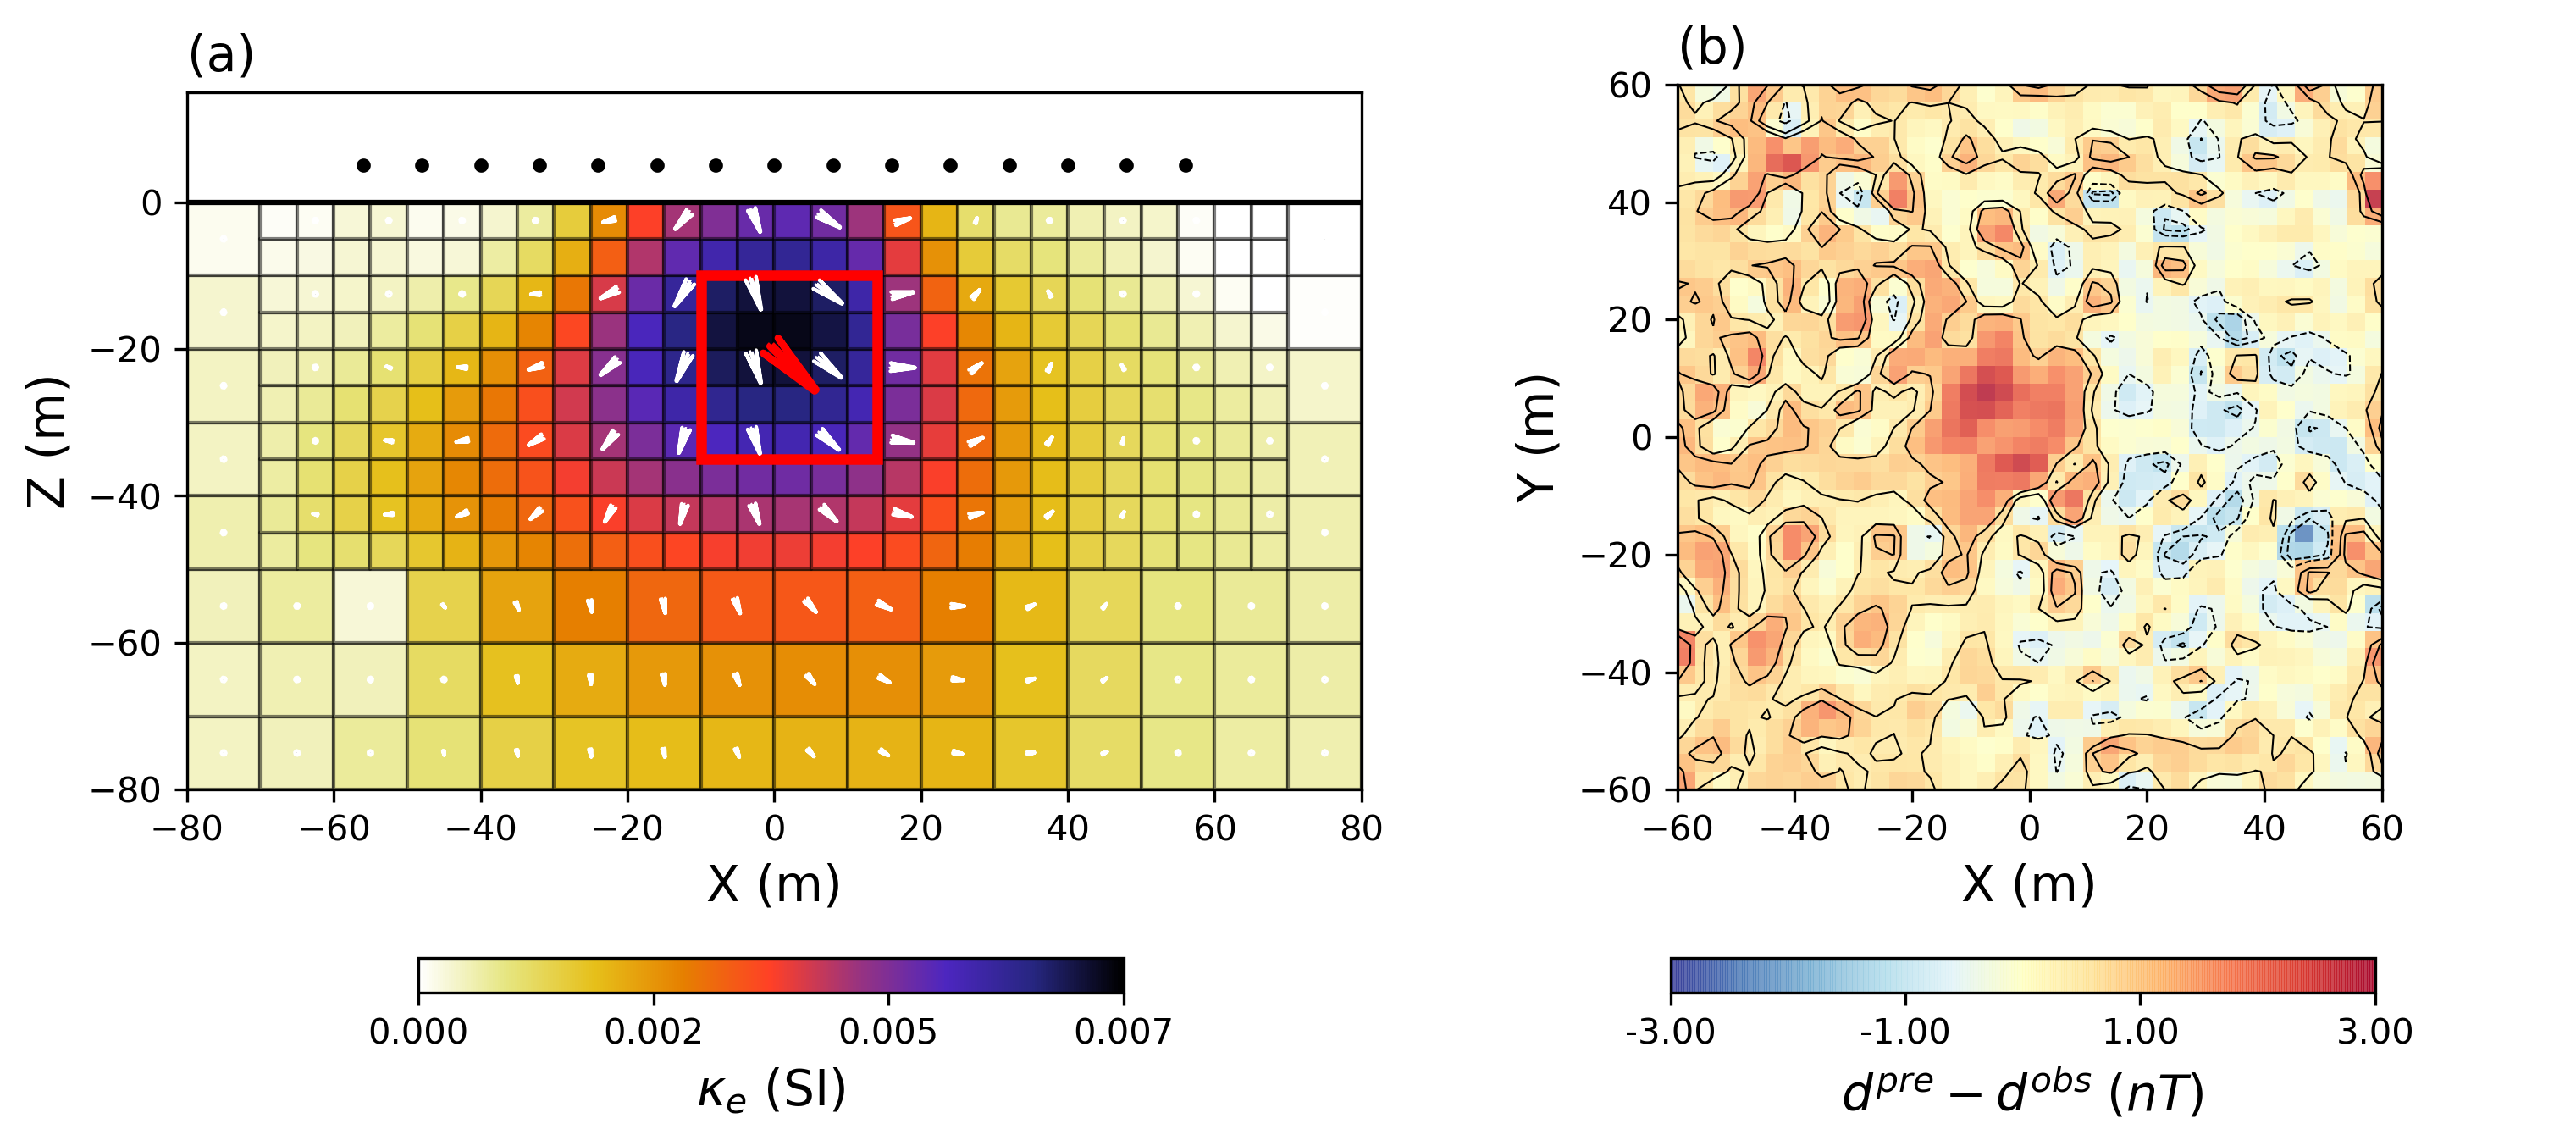 (a)
0
−20
−40
−60
−80
Z (m)
−80 −60 −40 −20 0 20 40 60 80
X (m)
0.000 0.002 0.005 0.007
κe (SI)
(b)
60
40
20
0
−20
−40
−60
Y (m)
−60 −40 −20 0 20 40 60
X (m)
-3.00 -1.00 1.00 3.00
d^pre − d^obs (nT)